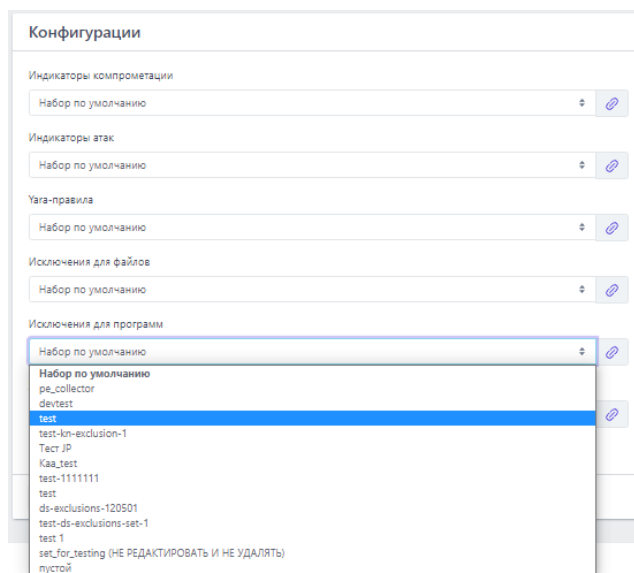 Конфигурации
Индикаторы компрометации
Набор по умолчанию
Индикаторы атак
Набор по умолчанию
Yara-правила
Набор по умолчанию
Исключения для файлов
Набор по умолчанию
Исключения для программ
Набор по умолчанию
Набор по умолчанию
pe_collector
devtest
test
test-kn-exclusion-1
Тест JP
Kaa_test
test-1111111
test
ds-exclusions-120501
test-ds-exclusions-set-1
test 1
set_for_testing (НЕ РЕДАКТИРОВАТЬ И НЕ УДАЛЯТЬ)
пустой